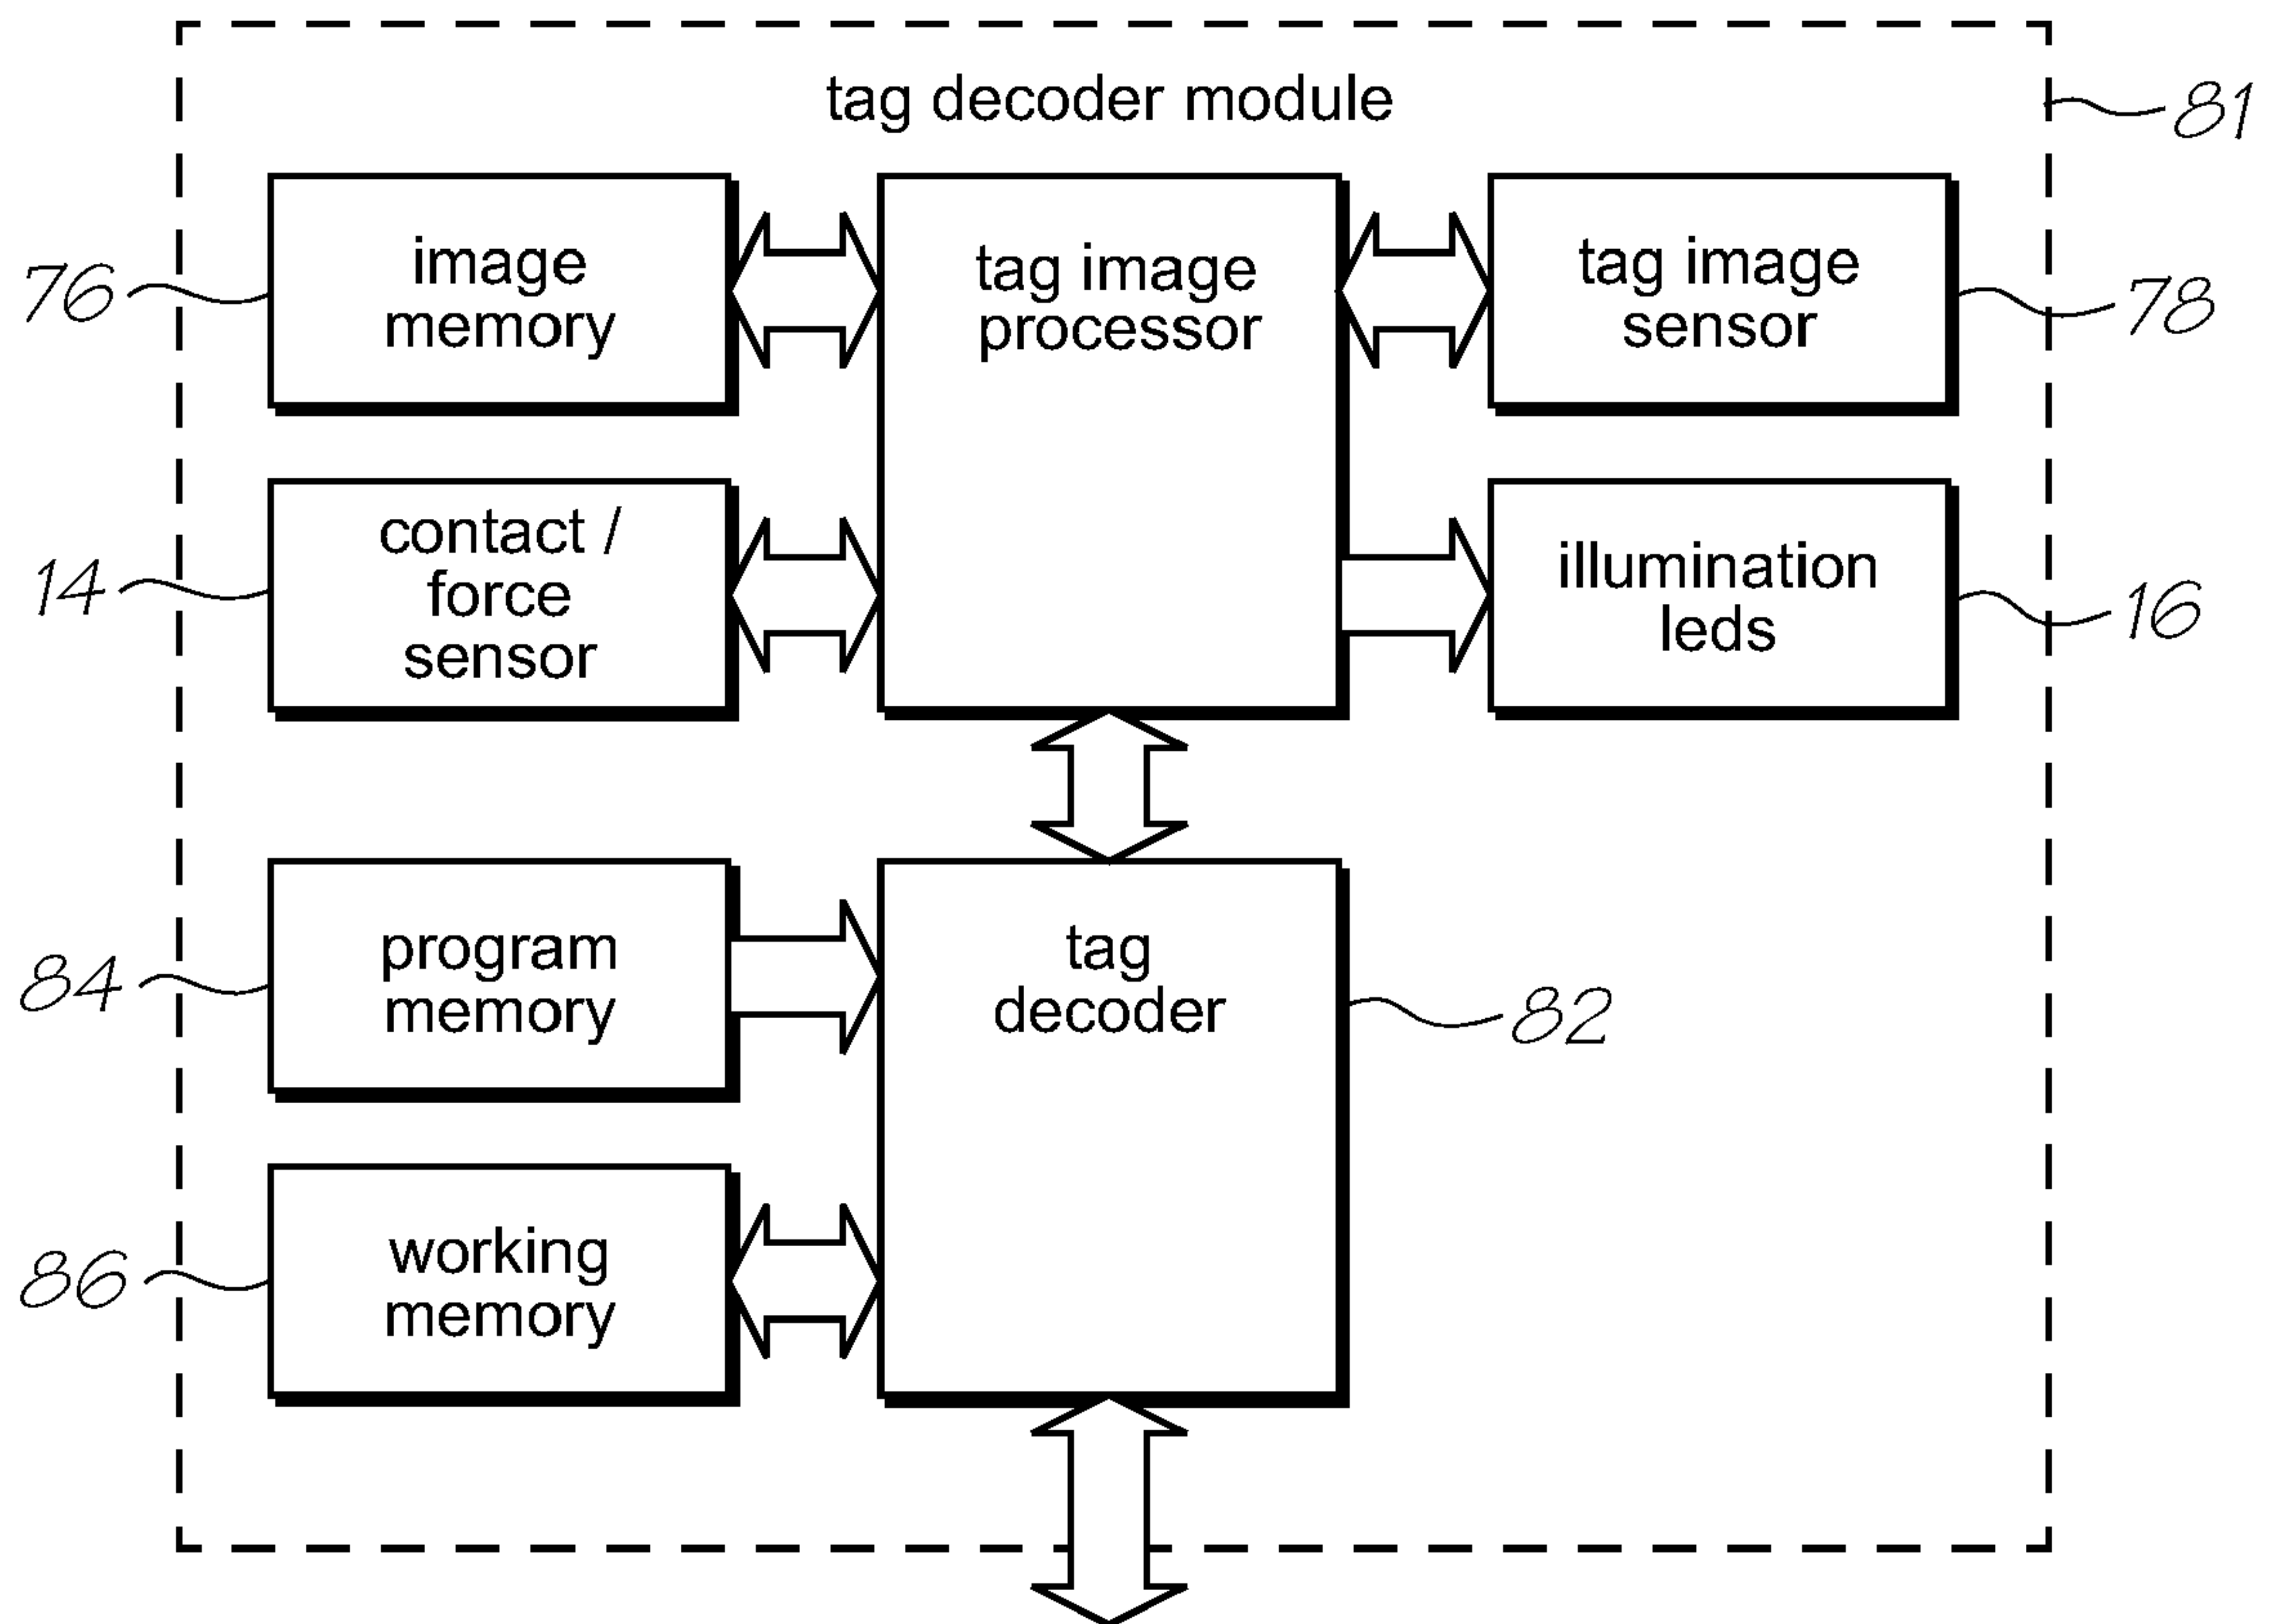 tag decoder module
81
image
memory
76
tag image
processor
tag image
sensor
78
contact /
force
sensor
14
illumination
leds
16
program
memory
84
tag
decoder
82
working
memory
86